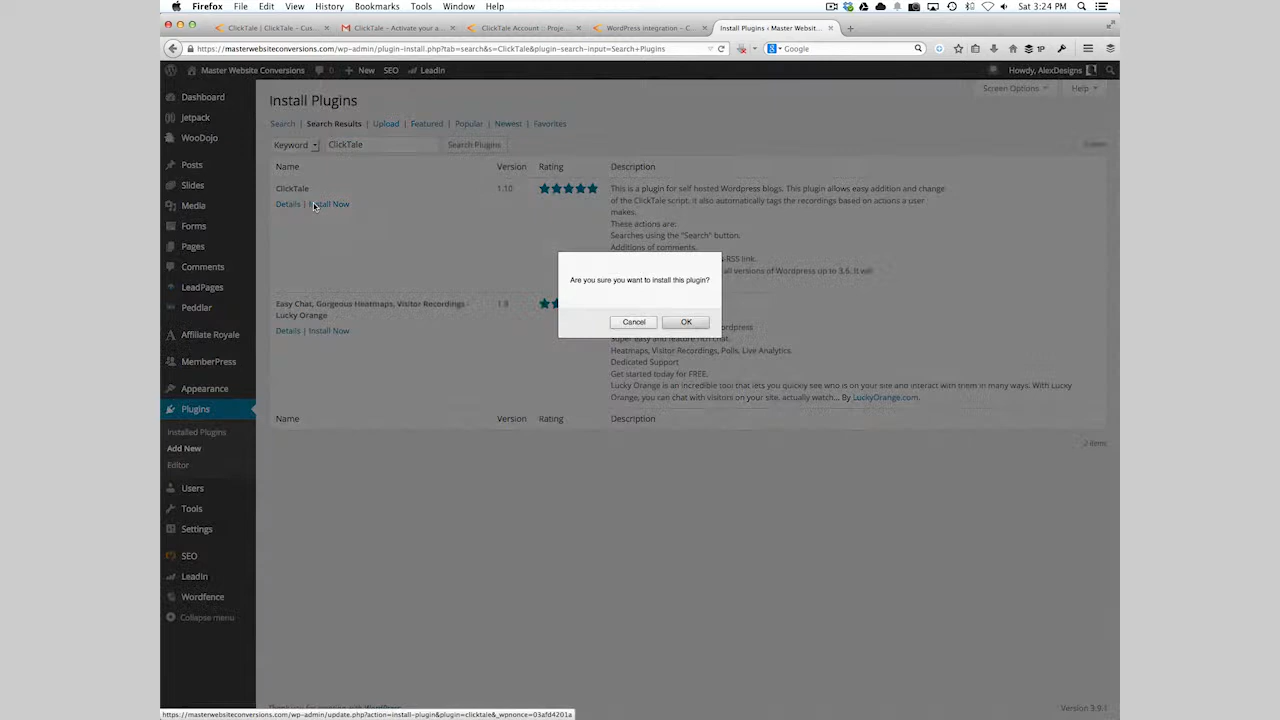 Firefox File Edit View History Bookmarks Tools Window Help
Sat 3:24 PM
ClickTale | ClickTale – Cus...
ClickTale – Activate your a...
ClickTale Account : Proje...
WordPress integration – C...
Install Plugins ‹ Master Websit...
https://masterwebsiteconversions.com/wp-admin/plugin-install.php?tab=search&s=ClickTale&plugin-search-input=Search+Plugins
Google
1P
Master Website Conversions 0 New SEO LeadIn
Howdy, AlexDesigns
Install Plugins
Screen Options Help
Search | Search Results | Upload | Featured | Popular | Newest | Favorites
Keyword ClickTale Search Plugins
Name Version Rating Description
ClickTale
Details | Install Now
1.10
This is a plugin for self hosted Wordpress blogs. This plugin allows easy addition and change
of the ClickTale script. it also automatically tags the recordings based on actions a user
makes.
These actions are:
Searches using the "Search" button.
Additions of comments.
RSS link.
all versions of Wordpress up to 3.6. It will
Are you sure you want to install this plugin?
Cancel OK
Easy Chat, Gorgeous Heatmaps, Visitor Recordings -
Lucky Orange
Details | Install Now
1.9
Super easy and feature rich chat.
Heatmaps, Visitor Recordings, Polls, Live Analytics.
Dedicated Support
Get started today for FREE.
Lucky Orange is an incredible tool that lets you quickly see who is on your site and interact with them in many ways. With Lucky
Orange, you can chat with visitors on your site, actually watch... By LuckyOrange.com.
Name Version Rating Description
2 items
Dashboard
Jetpack
WooDojo
Posts
Slides
Media
Forms
Pages
Comments
LeadPages
Peddlar
Affiliate Royale
MemberPress
Appearance
Plugins
Installed Plugins
Add New
Editor
Users
Tools
Settings
SEO
LeadIn
Wordfence
Collapse menu
Version 3.9.1
https://masterwebsiteconversions.com/wp-admin/update.php?action=install-plugin&plugin=clicktale&_wpnonce=03afd4201a